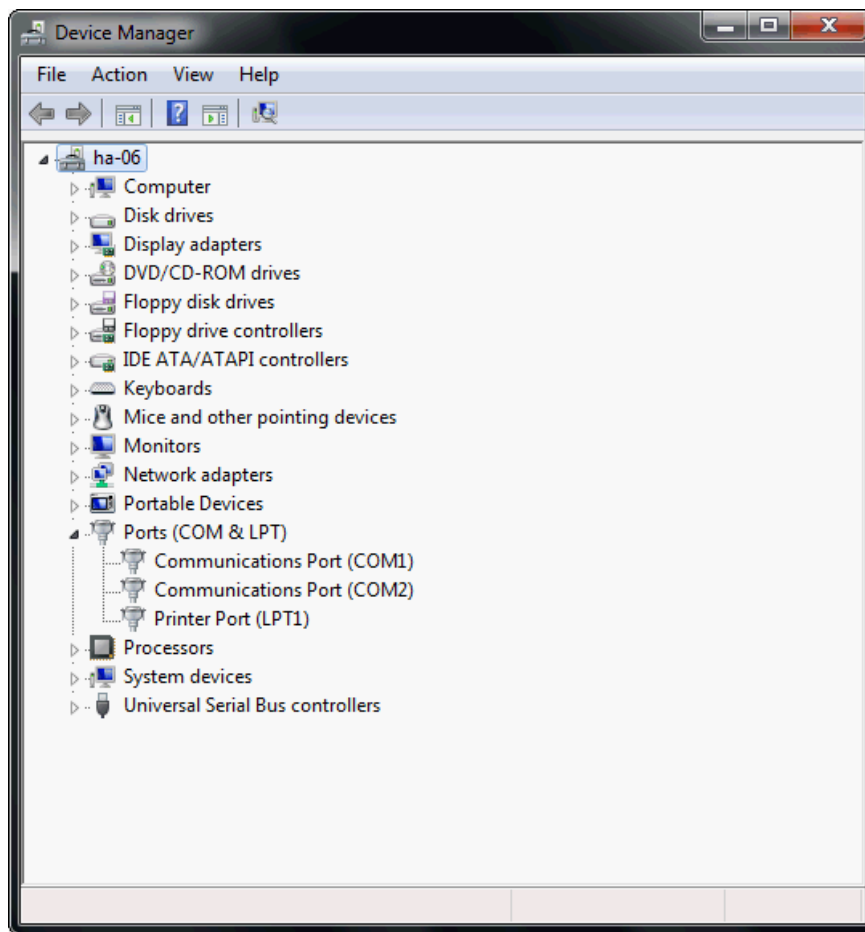 Device Manager
File Action View Help
ha-06
Computer
Disk drives
Display adapters
DVD/CD-ROM drives
Floppy disk drives
Floppy drive controllers
IDE ATA/ATAPI controllers
Keyboards
Mice and other pointing devices
Monitors
Network adapters
Portable Devices
Ports (COM & LPT)
Communications Port (COM1)
Communications Port (COM2)
Printer Port (LPT1)
Processors
System devices
Universal Serial Bus controllers